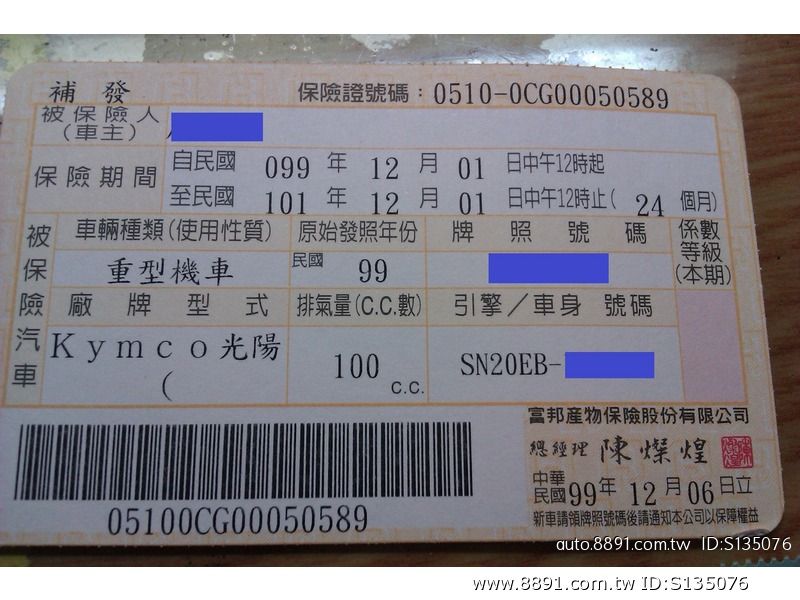 補發 保險證號碼：0510-0CG00050589
被保險人
（車主）
保險期間 自民國 099 年 12 月 01 日中午12時起
至民國 101 年 12 月 01 日中午12時止( 24 個月)
被保險汽車 車輛種類(使用性質) 原始發照年份 牌照號碼 係數等級(本期)
重型機車 民國 99
廠牌型式 排氣量(C.C.數) 引擎／車身 號碼
Ｋｙｍｃｏ光陽 100 C.C. SN20EB-
(
富邦產物保險股份有限公司
總經理 陳燦煌
中華民國 99 年 12 月 06 日立
05100CG00050589
新車請領牌照號碼後請通知本公司以保障權益
auto.8891.com.tw ID:S135076
www.8891.com.tw ID:S135076